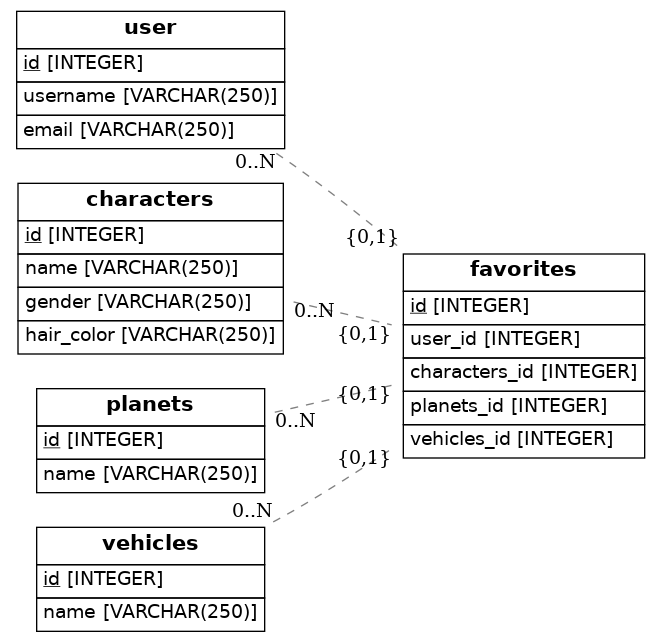 user
id [INTEGER]
username [VARCHAR(250)]
email [VARCHAR(250)]
0..N
{0,1}
characters
id [INTEGER]
name [VARCHAR(250)]
gender [VARCHAR(250)]
hair_color [VARCHAR(250)]
0..N
{0,1}
favorites
id [INTEGER]
user_id [INTEGER]
characters_id [INTEGER]
planets_id [INTEGER]
vehicles_id [INTEGER]
planets
id [INTEGER]
name [VARCHAR(250)]
{0,1}
0..N
{0,1}
0..N
vehicles
id [INTEGER]
name [VARCHAR(250)]